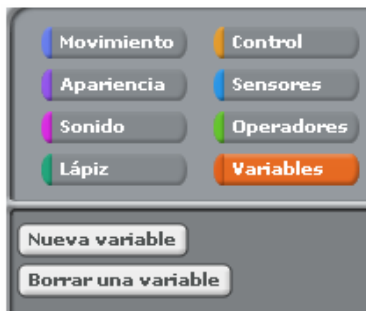 Movimiento Control
Apariencia Sensores
Sonido Operadores
Lápiz Variables
Nueva variable
Borrar una variable